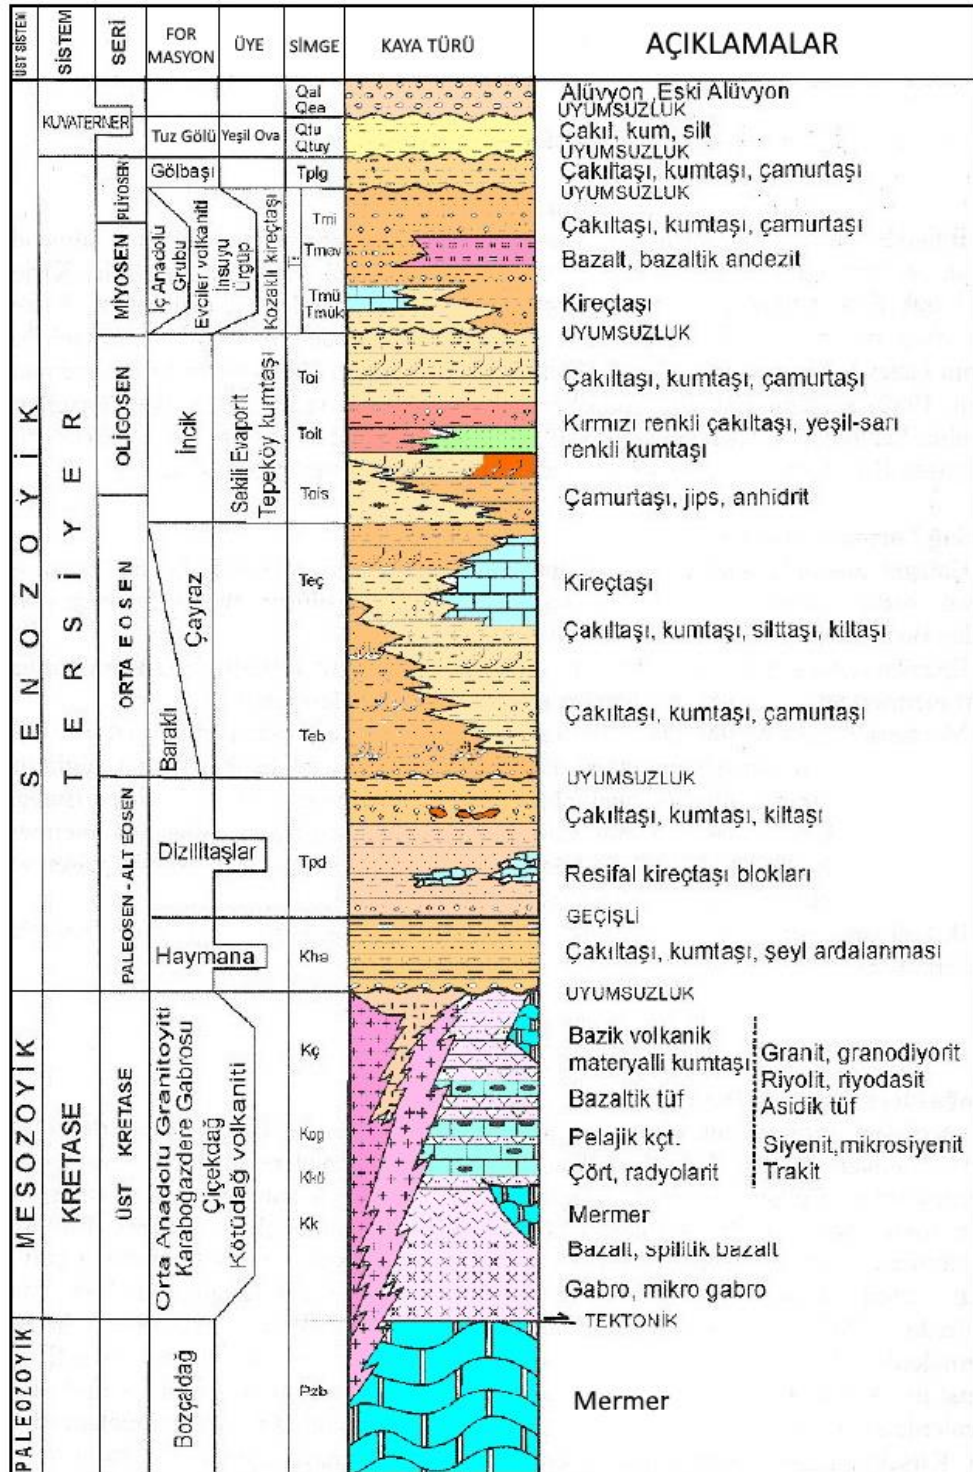 ÜST SİSTEM
SİSTEM
SERİ
FOR
MASYON
ÜYE
SİMGE
KAYA TÜRÜ
AÇIKLAMALAR
SENOZOYİK
MESOZOYİK
PALEOZOYIK
KUVATERNER
TERSİYER
KRETASE
PLİYOSEN
MİYOSEN
OLİGOSEN
ORTA EOSEN
PALEOSEN - ALT EOSEN
ÜST KRETASE
Tuz Gölü
Gölbaşı
İç Anadolu
Grubu
Evciler volkaniti
İncik
Çayraz
Baraklı
Dizilitaşlar
Haymana
Orta Anadolu Granitoyiti
Karaboğazdere Gabrosu
Çiçekdağ
Kötüdağ volkaniti
Bozçaldağ
Yeşil Ova
İnsuyu
Ürgüp
Kozaklı kireçtaşı
Sekili Evaporit
Tepeköy kumtaşı
Qal
Qea
Qtu
Qtuy
Tplg
Tmi
Tmev
Tmü
Tmük
Toi
Toit
Tois
Teç
Teb
Tpd
Kha
Kç
Kog
Kkö
Kk
Pzb
Alüvyon, Eski Alüvyon
UYUMSUZLUK
Çakıl, kum, silt
UYUMSUZLUK
Çakıltaşı, kumtaşı, çamurtaşı
UYUMSUZLUK
Çakıltaşı, kumtaşı, çamurtaşı
Bazalt, bazaltik andezit
Kireçtaşı
UYUMSUZLUK
Çakıltaşı, kumtaşı, çamurtaşı
Kırmızı renkli çakıltaşı, yeşil-sarı
renkli kumtaşı
Çamurtaşı, jips, anhidrit
Kireçtaşı
Çakıltaşı, kumtaşı, silttaşı, kiltaşı
Çakıltaşı, kumtaşı, çamurtaşı
UYUMSUZLUK
Çakıltaşı, kumtaşı, kiltaşı
Resifal kireçtaşı blokları
GEÇİŞLİ
Çakıltaşı, kumtaşı, şeyl ardalanması
UYUMSUZLUK
Bazik volkanik
materyalli kumtaşı
Bazaltik tüf
Pelajik kçt.
Çört, radyolarit
Mermer
Bazalt, spilitik bazalt
Gabro, mikro gabro
TEKTONİK
Granit, granodiyorit
Riyolit, riyodasit
Asidik tüf
Siyenit,mikrosiyenit
Trakit
Mermer